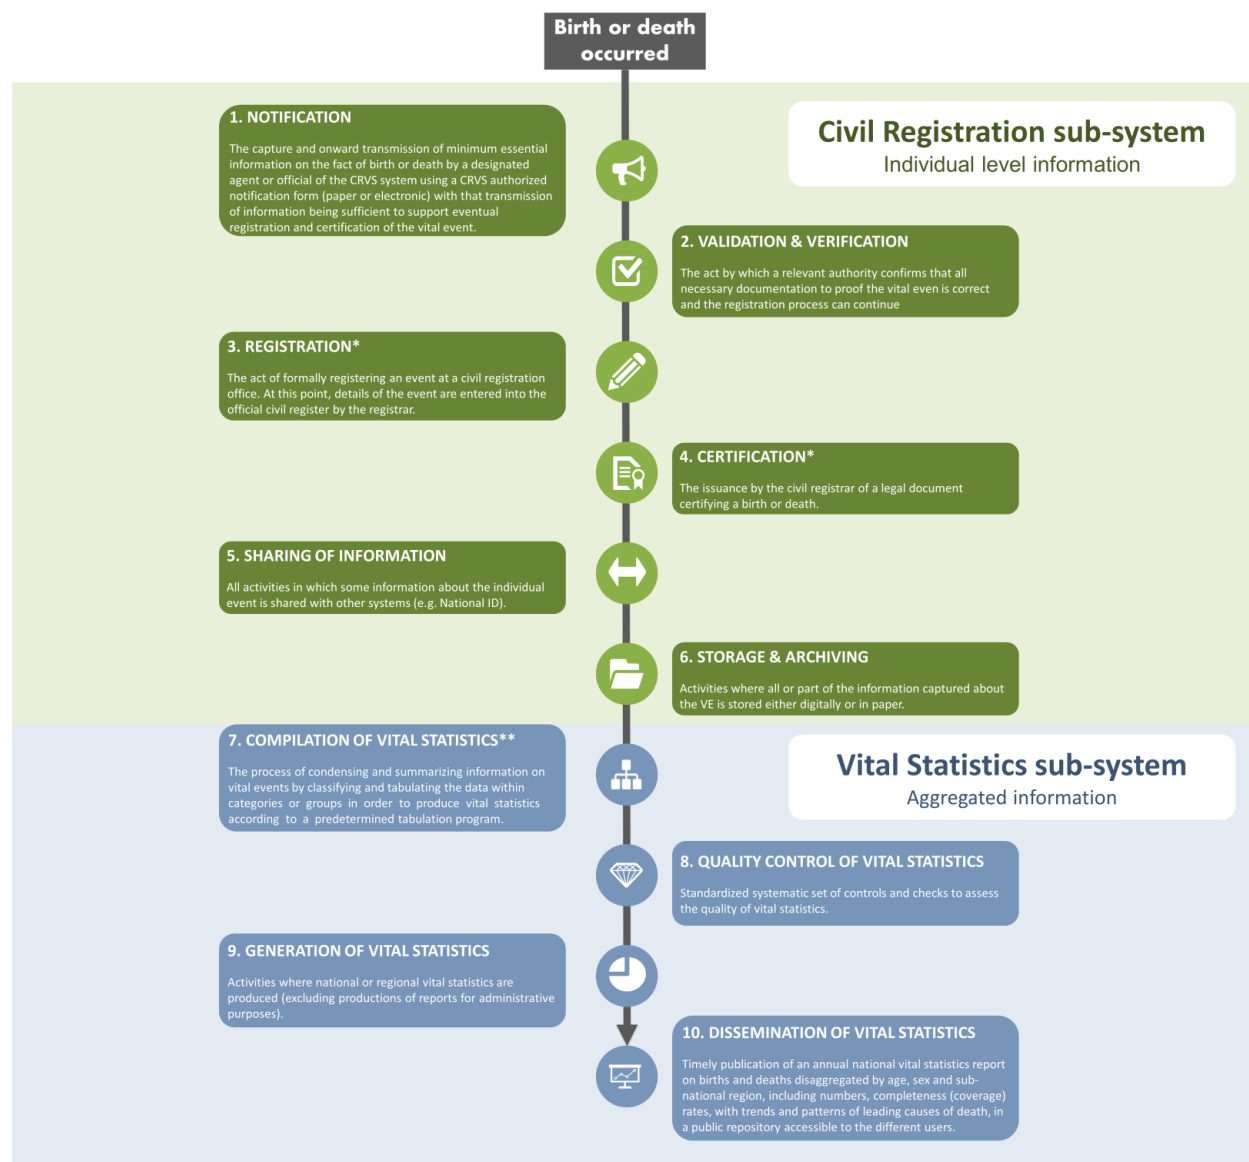 Birth or death
occurred
Civil Registration sub-system
Individual level information
1. NOTIFICATION
The capture and onward transmission of minimum essential
information on the fact of birth or death by a designated
agent or official of the CRVS system using a CRVS authorized
notification form (paper or electronic) with that transmission
of information being sufficient to support eventual
registration and certification of the vital event.
2. VALIDATION & VERIFICATION
The act by which a relevant authority confirms that all
necessary documentation to proof the vital even is correct
and the registration process can continue
3. REGISTRATION*
The act of formally registering an event at a civil registration
office. At this point, details of the event are entered into the
official civil register by the registrar.
4. CERTIFICATION*
The issuance by the civil registrar of a legal document
certifying a birth or death.
5. SHARING OF INFORMATION
All activities in which some information about the individual
event is shared with other systems (e.g. National ID).
6. STORAGE & ARCHIVING
Activities where all or part of the information captured about
the VE is stored either digitally or in paper.
Vital Statistics sub-system
Aggregated information
7. COMPILATION OF VITAL STATISTICS**
The process of condensing and summarizing information on
vital events by classifying and tabulating the data within
categories or groups in order to produce vital statistics
according to a predetermined tabulation program.
8. QUALITY CONTROL OF VITAL STATISTICS
Standardized systematic set of controls and checks to assess
the quality of vital statistics.
9. GENERATION OF VITAL STATISTICS
Activities where national or regional vital statistics are
produced (excluding productions of reports for administrative
purposes).
10. DISSEMINATION OF VITAL STATISTICS
Timely publication of an annual national vital statistics report
on births and deaths disaggregated by age, sex and sub-
national region, including numbers, completeness (coverage)
rates, with trends and patterns of leading causes of death, in
a public repository accessible to the different users.